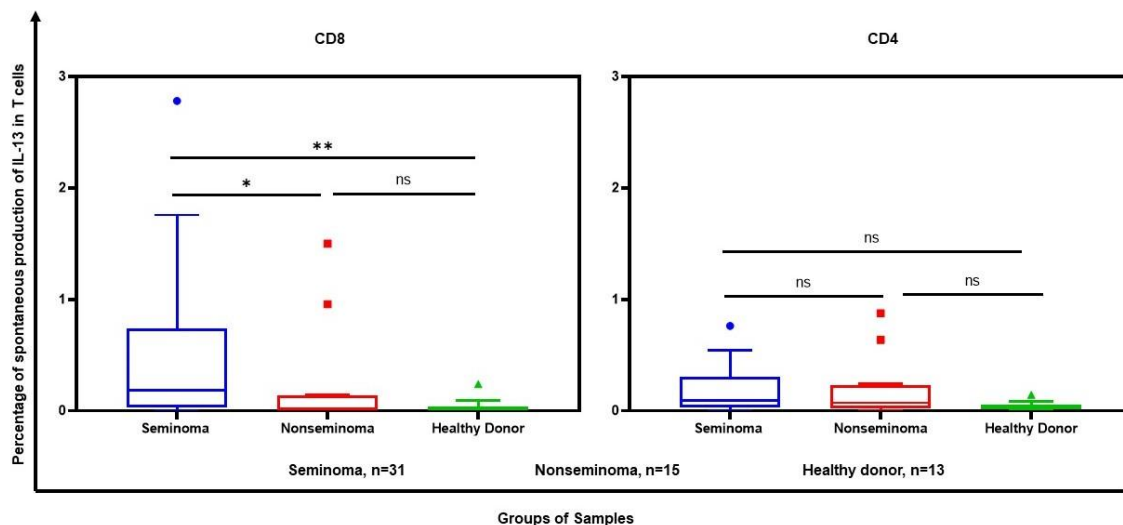 Percentage of spontaneous production of IL-13 in T cells
CD8
3
2
1
0
**
*
ns
Seminoma
Nonseminoma
Healthy Donor
CD4
3
2
1
0
ns
ns
ns
Seminoma
Nonseminoma
Healthy Donor
Seminoma, n=31
Nonseminoma, n=15
Healthy donor, n=13
Groups of Samples